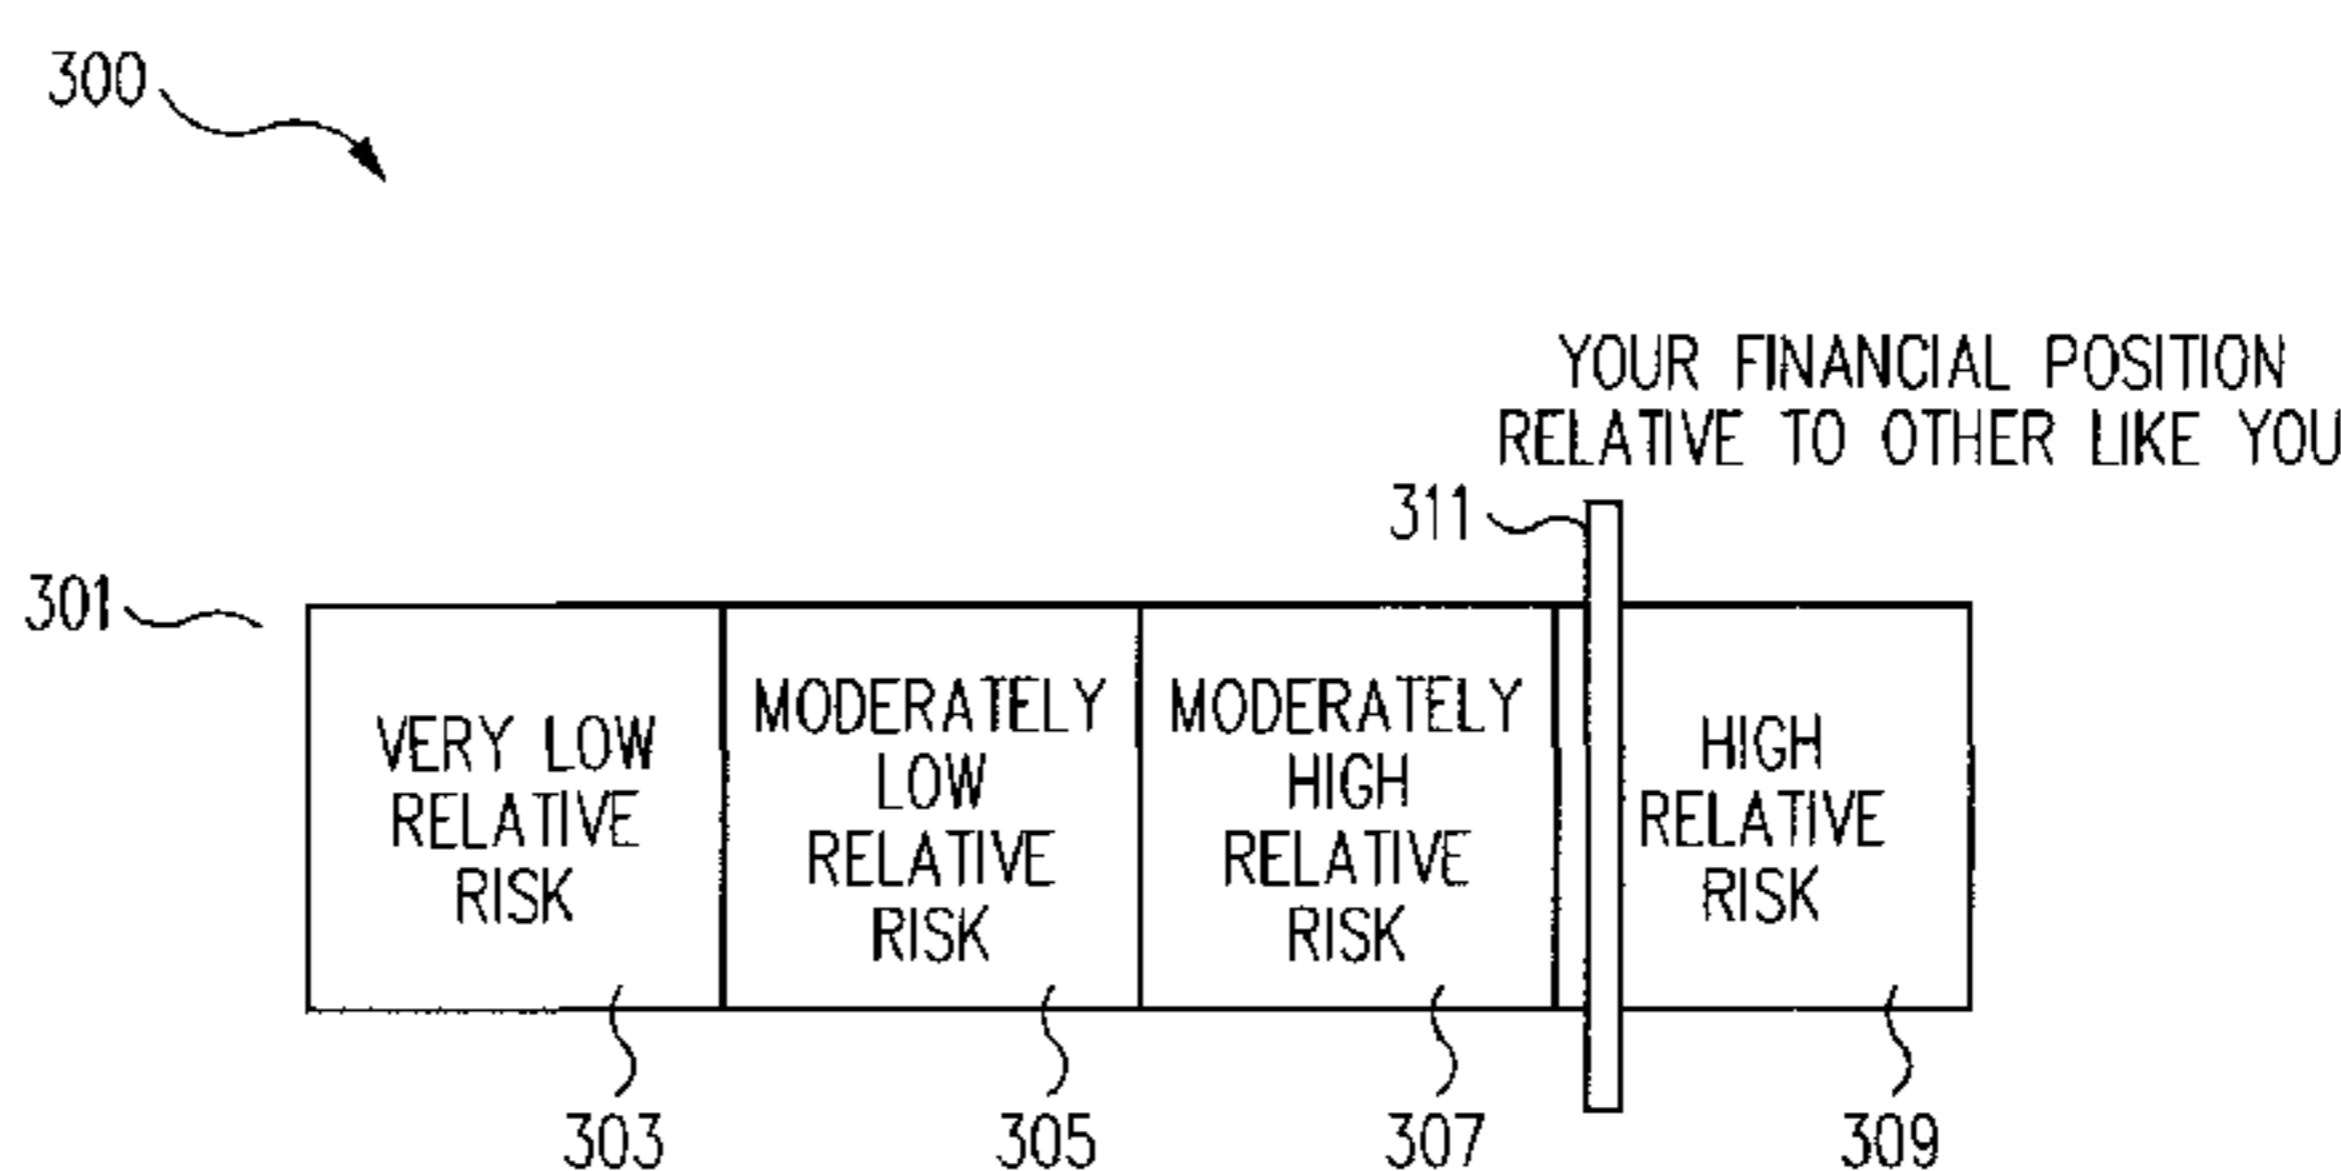 300
YOUR FINANCIAL POSITION
RELATIVE TO OTHER LIKE YOU
311
301
VERY LOW
RELATIVE
RISK
MODERATELY
LOW
RELATIVE
RISK
MODERATELY
HIGH
RELATIVE
RISK
HIGH
RELATIVE
RISK
303
305
307
309